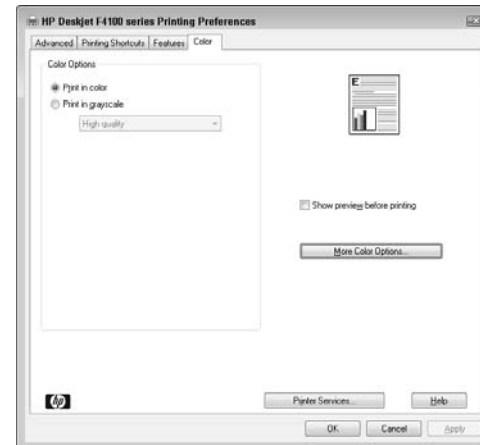 HP Deskjet F4100 series Printing Preferences
Advanced Printing Shortcuts Features Color
Color Options
Print in color
Print in grayscale
High quality
E
Show preview before printing
More Color Options...
hp
Printer Services...
Help
OK
Cancel
Apply